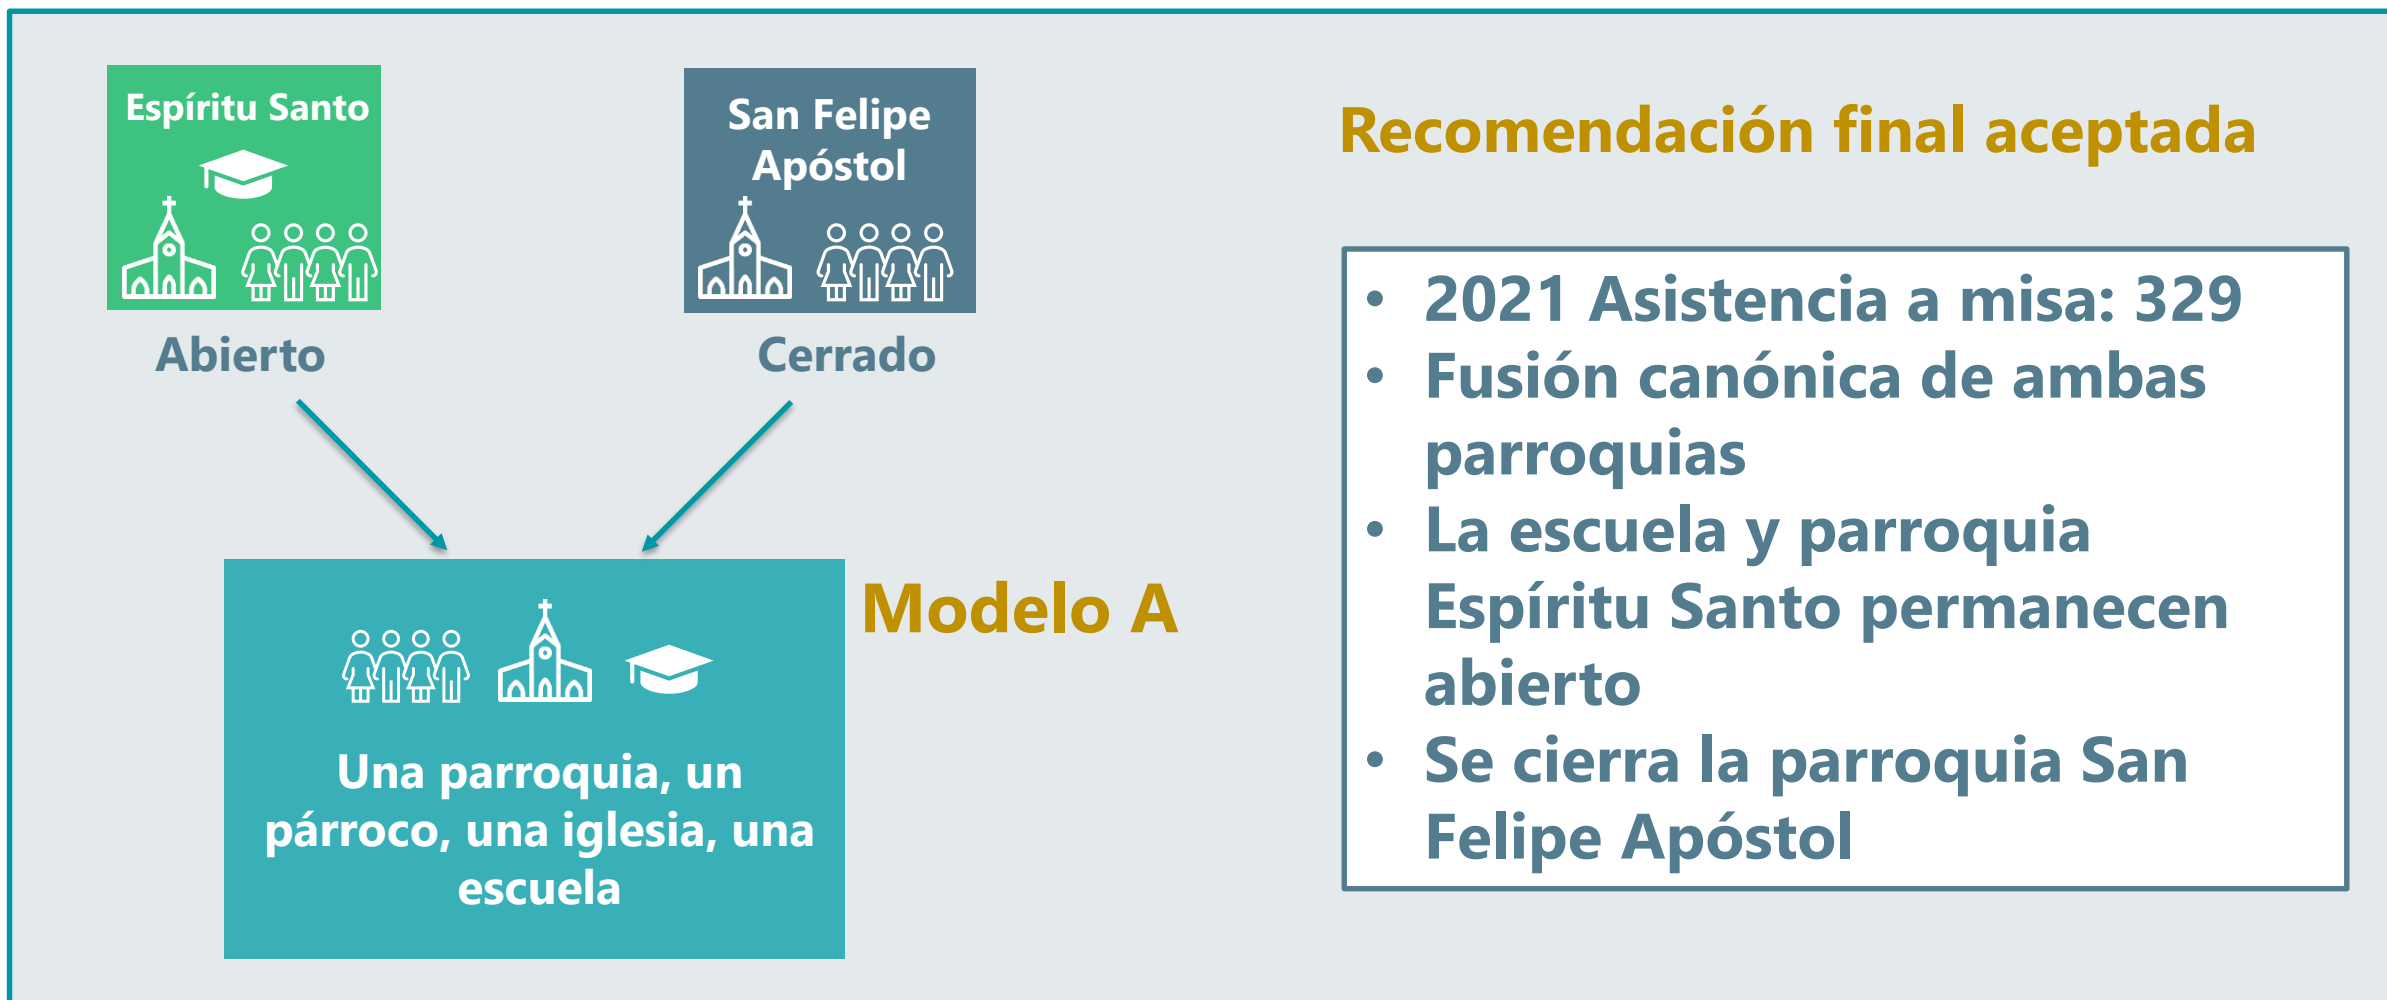 Espíritu Santo
San Felipe
Apóstol
Abierto
Cerrado
Modelo A
Una parroquia, un
párroco, una iglesia, una
escuela
Recomendación final aceptada
• 2021 Asistencia a misa: 329
• Fusión canónica de ambas
parroquias
• La escuela y parroquia
Espíritu Santo permanecen
abierto
• Se cierra la parroquia San
Felipe Apóstol